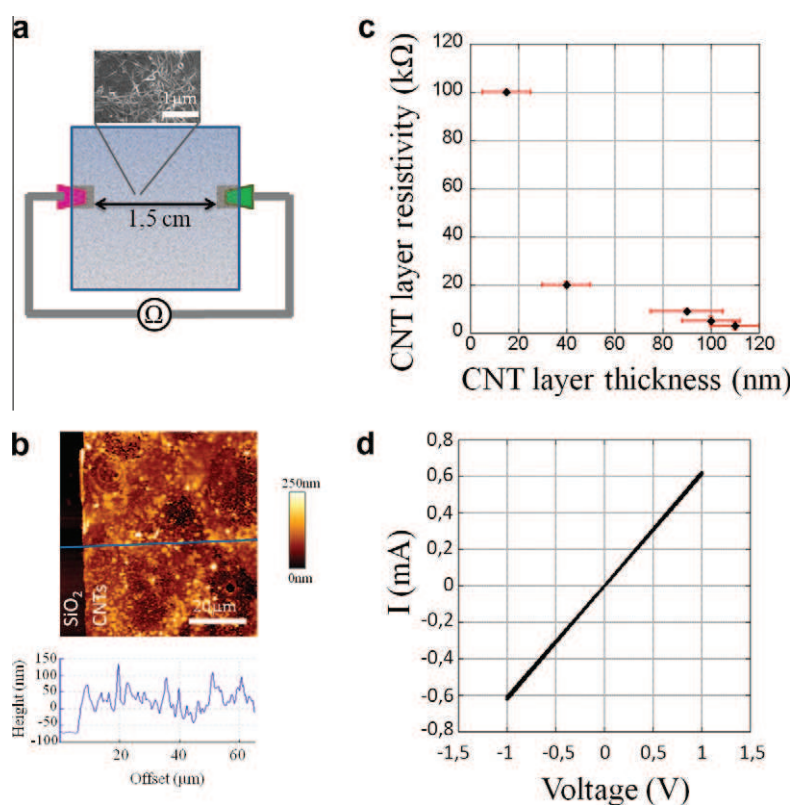 a
1µm
1,5 cm
Ω
c
CNT layer resistivity (kΩ)
120
100
80
60
40
20
0
0 20 40 60 80 100 120
CNT layer thickness (nm)
b
SiO2
CNTs
20µm
250nm
0nm
Height (nm)
150
100
50
0
-50
-100
20 40 60
Offset (µm)
d
I (mA)
0,8
0,6
0,4
0,2
0
-0,2
-0,4
-0,6
-0,8
-1,5 -1 -0,5 0 0,5 1 1,5
Voltage (V)